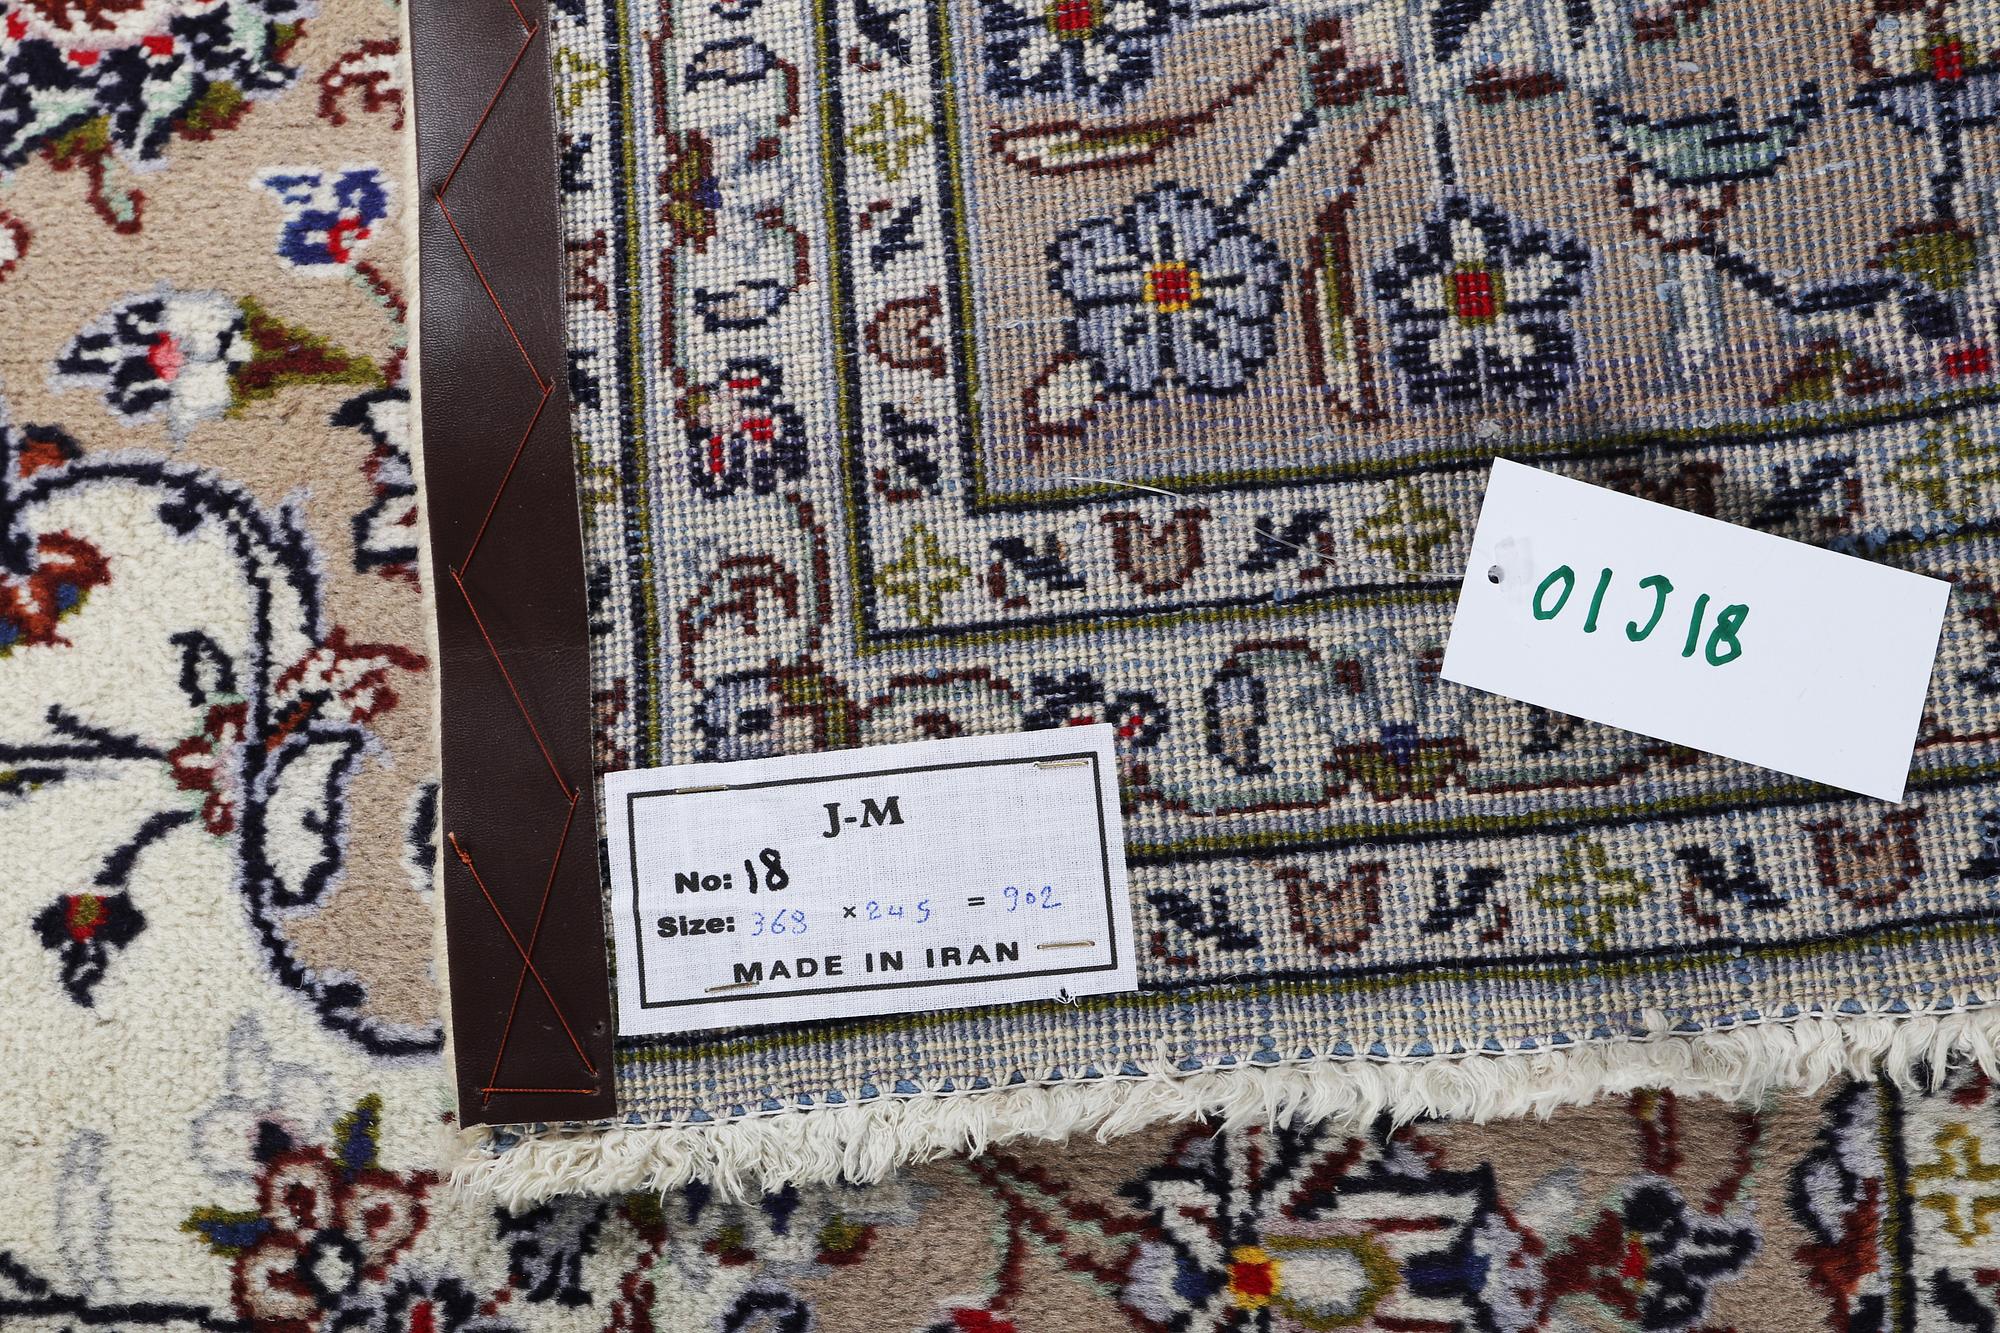 01J18
J-M
No: 18
Size: 368 × 245 = 902
MADE IN IRAN